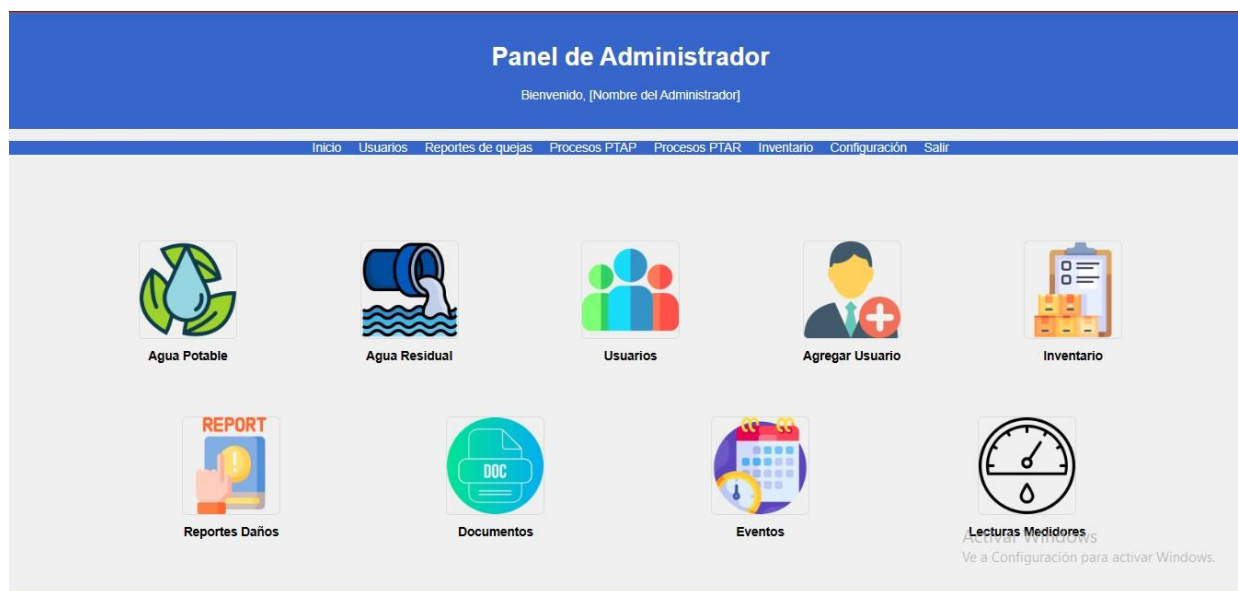 Panel de Administrador
Bienvenido, [Nombre del Administrador]
Inicio Usuarios Reportes de quejas Procesos PTAP Procesos PTAR Inventario Configuración Salir
Agua Potable Agua Residual Usuarios Agregar Usuario Inventario
REPORT
DOC
Reportes Daños Documentos Eventos Lecturas Medidores
Activar Windows
Ve a Configuración para activar Windows.